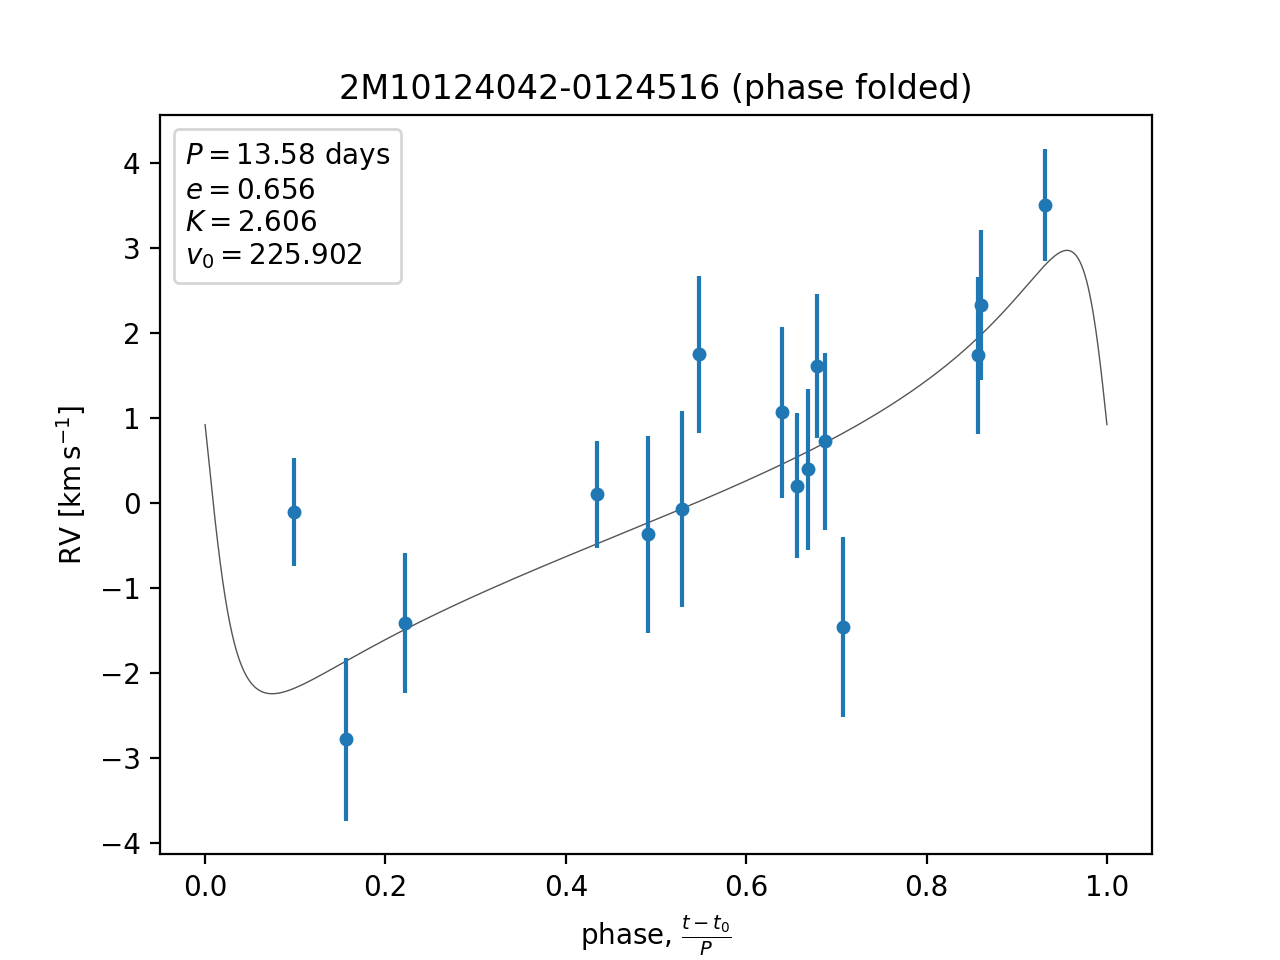 2M10124042-0124516 (phase folded)
P = 13.58 days
e = 0.656
K = 2.606
v₀ = 225.902
4
3
2
1
0
−1
−2
−3
−4
RV [km s⁻¹]
0.0 0.2 0.4 0.6 0.8 1.0
phase, (t − t₀)/P